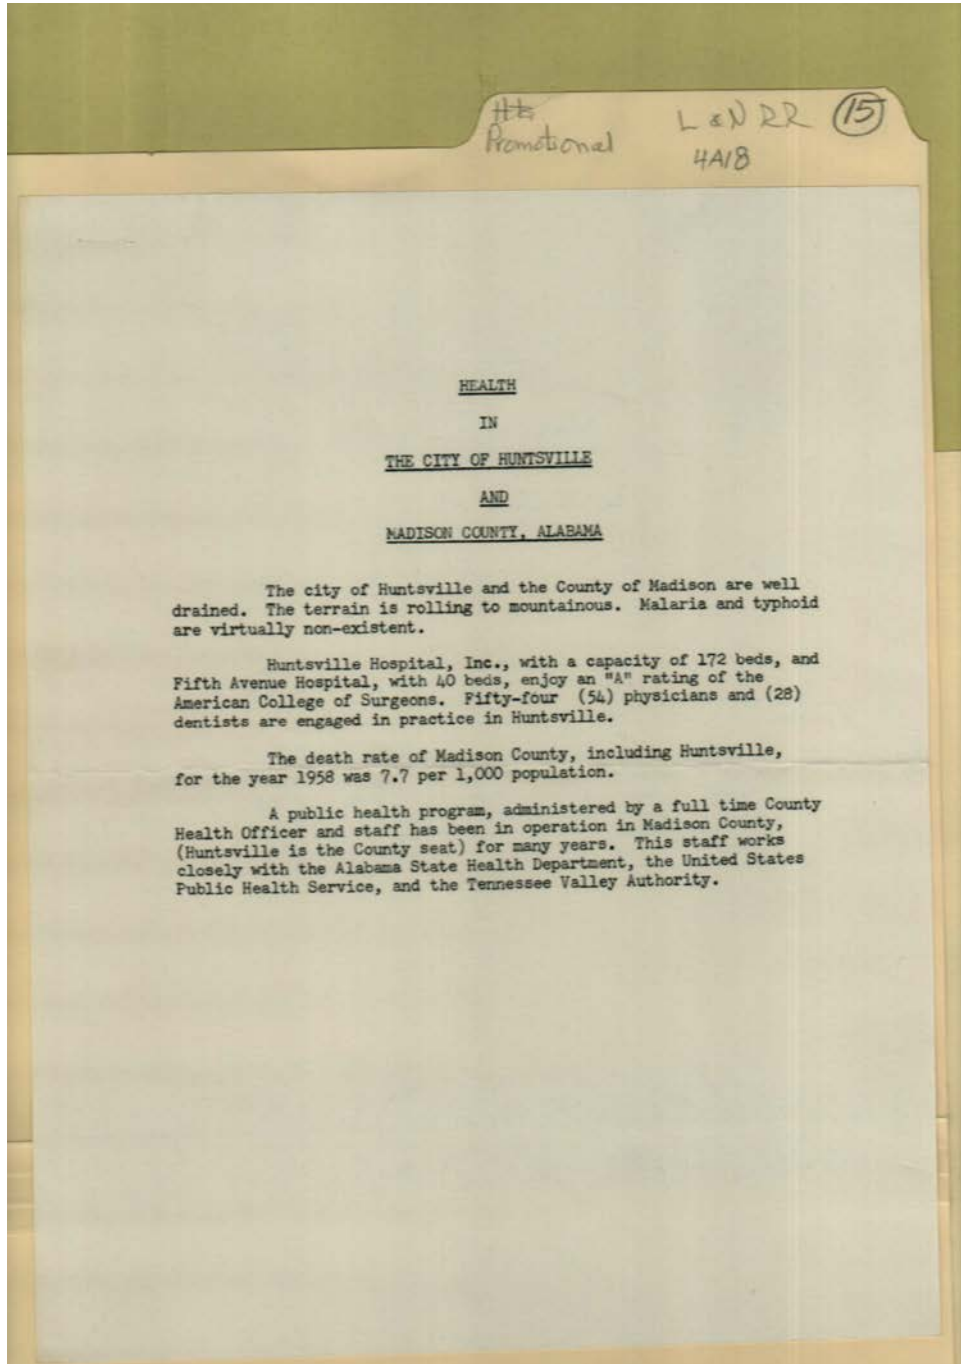 Promotional
L & N RR
15
4A18
HEALTH
IN
THE CITY OF HUNTSVILLE
AND
MADISON COUNTY, ALABAMA
The city of Huntsville and the County of Madison are well
drained. The terrain is rolling to mountainous. Malaria and typhoid
are virtually non-existent.
Huntsville Hospital, Inc., with a capacity of 172 beds, and
Fifth Avenue Hospital, with 40 beds, enjoy an "A" rating of the
American College of Surgeons. Fifty-four (54) physicians and (28)
dentists are engaged in practice in Huntsville.
The death rate of Madison County, including Huntsville,
for the year 1958 was 7.7 per 1,000 population.
A public health program, administered by a full time County
Health Officer and staff has been in operation in Madison County,
(Huntsville is the County seat) for many years. This staff works
closely with the Alabama State Health Department, the United States
Public Health Service, and the Tennessee Valley Authority.